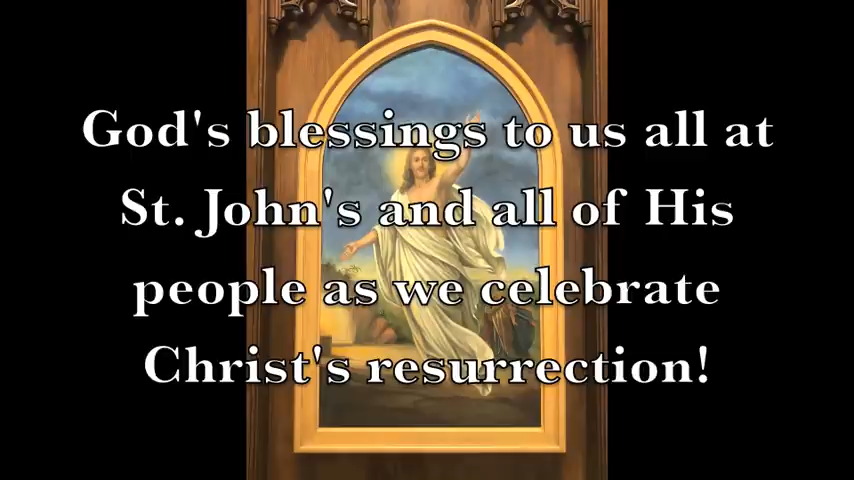 God's blessings to us all at
St. John's and all of His
people as we celebrate
Christ's resurrection!